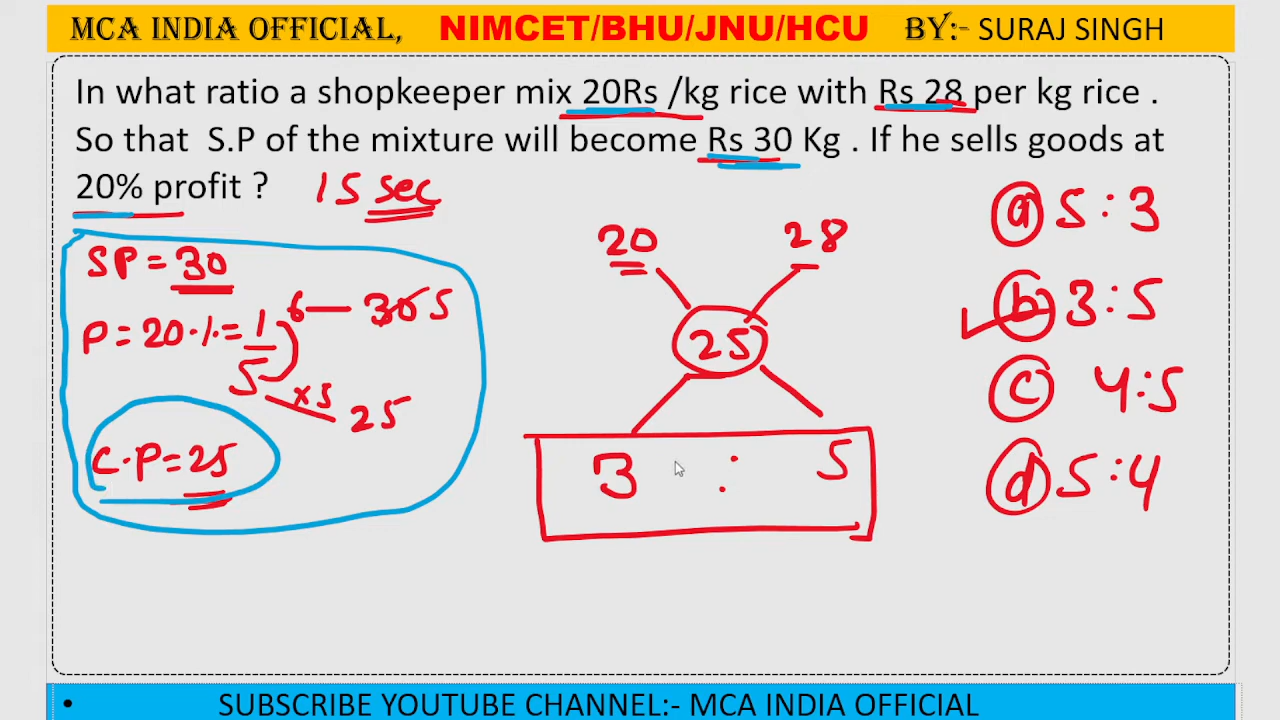 MCA INDIA OFFICIAL, NIMCET/BHU/JNU/HCU BY:- SURAJ SINGH
In what ratio a shopkeeper mix 20Rs /kg rice with Rs 28 per kg rice .
So that S.P of the mixture will become Rs 30 Kg . If he sells goods at
20% profit ? 15 sec
SP = 30
P = 20% = 1/5
6 — 30 5
×5 25
C.P = 25
20 28
25
3 : 5
a 5 : 3
b 3 : 5
c 4 : 5
d 5 : 4
• SUBSCRIBE YOUTUBE CHANNEL:- MCA INDIA OFFICIAL